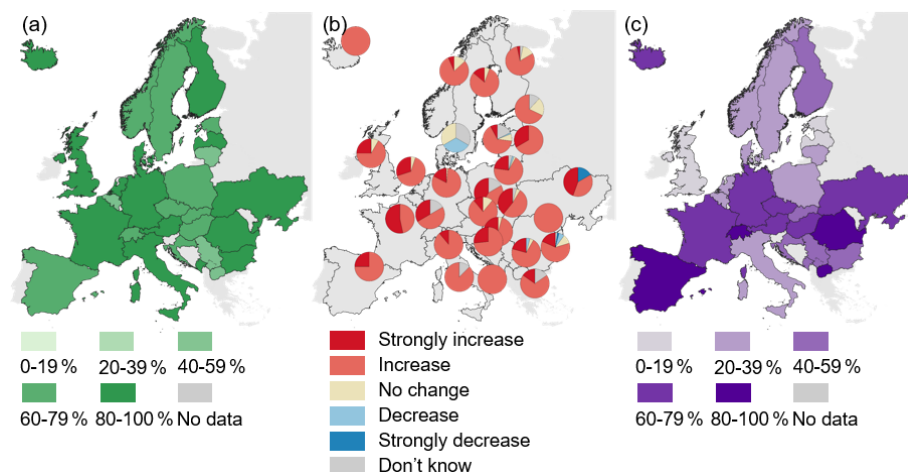 (a)
0-19 %
20-39 %
40-59 %
60-79 %
80-100 %
No data
(b)
Strongly increase
Increase
No change
Decrease
Strongly decrease
Don't know
(c)
0-19 %
20-39 %
40-59 %
60-79 %
80-100 %
No data